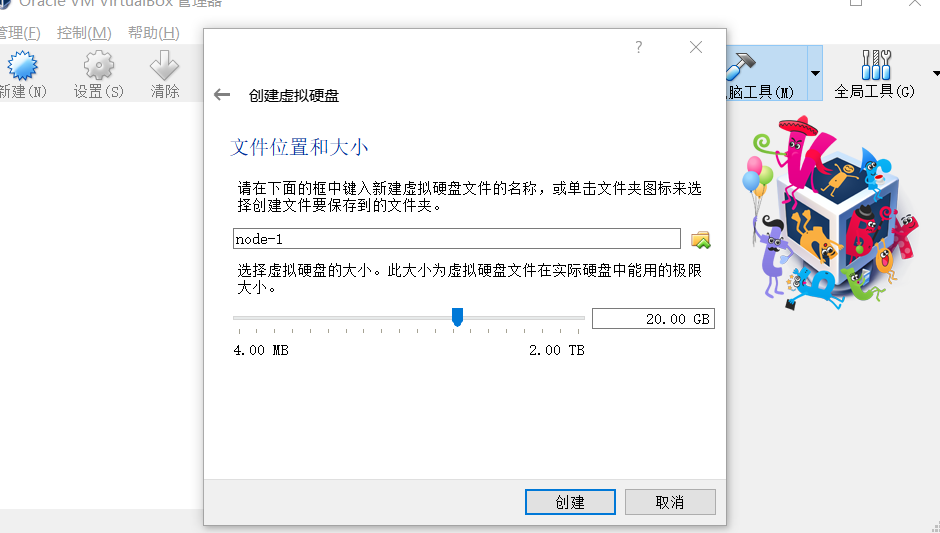 Oracle VM VirtualBox 管理器
管理(F) 控制(M) 帮助(H)
新建(N) 设置(S) 清除
脑工具(M) 全局工具(G)
?
创建虚拟硬盘
文件位置和大小
请在下面的框中键入新建虚拟硬盘文件的名称，或单击文件夹图标来选
择创建文件要保存到的文件夹。
node-1
选择虚拟硬盘的大小。此大小为虚拟硬盘文件在实际硬盘中能用的极限
大小。
20.00 GB
4.00 MB 2.00 TB
创建 取消